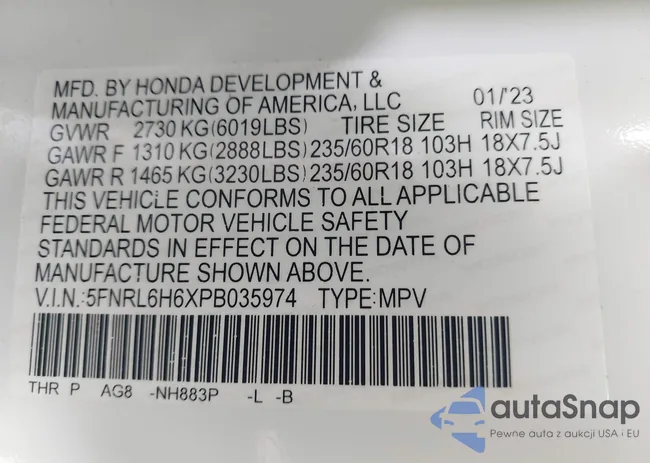 MFD. BY HONDA DEVELOPMENT &
MANUFACTURING OF AMERICA, LLC 01/'23
GVWR 2730 KG(6019LBS) TIRE SIZE RIM SIZE
GAWR F 1310 KG(2888LBS) 235/60R18 103H 18X7.5J
GAWR R 1465 KG(3230LBS) 235/60R18 103H 18X7.5J
THIS VEHICLE CONFORMS TO ALL APPLICABLE
FEDERAL MOTOR VEHICLE SAFETY
STANDARDS IN EFFECT ON THE DATE OF
MANUFACTURE SHOWN ABOVE.
V.I.N.:5FNRL6H6XPB035974 TYPE:MPV
THR P AG8 -NH883P -L -B
autaSnap
Pewne auta z aukcji USA i EU